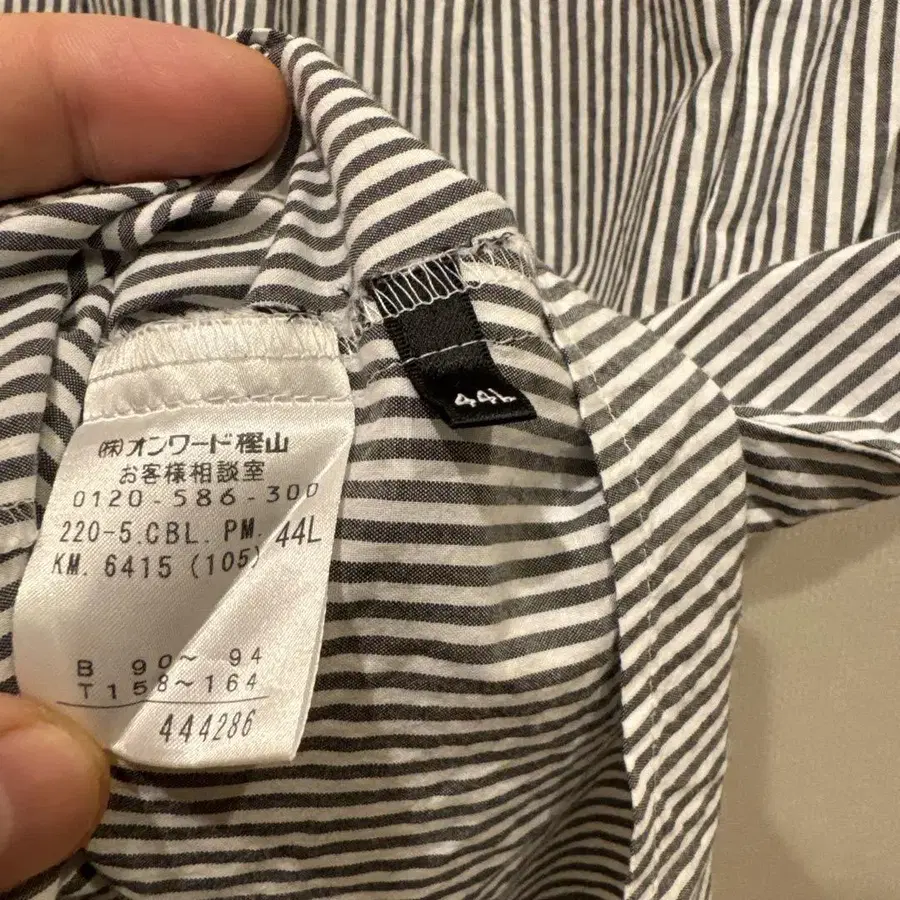 ㈱オンワード樫山
お客様相談室
0120-586-300
220-5.CBL. PM. 44L
KM. 6415 (105)
B 90~ 94
T158~164
444286
44L